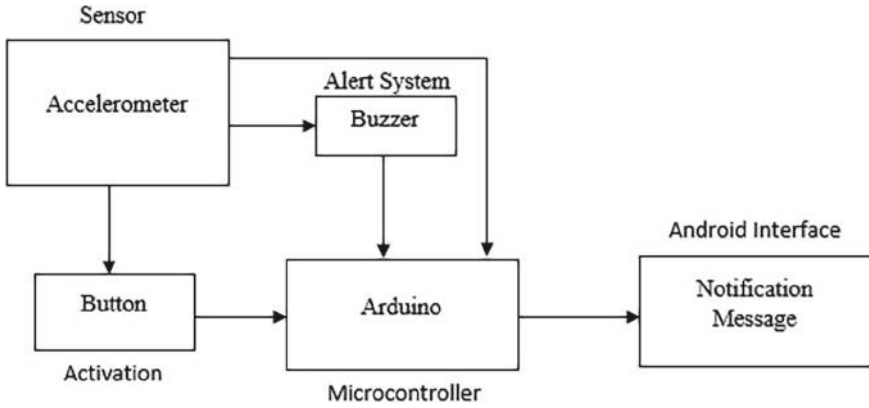 Sensor
Accelerometer
Alert System
Buzzer
Android Interface
Button
Arduino
Notification
Message
Activation
Microcontroller